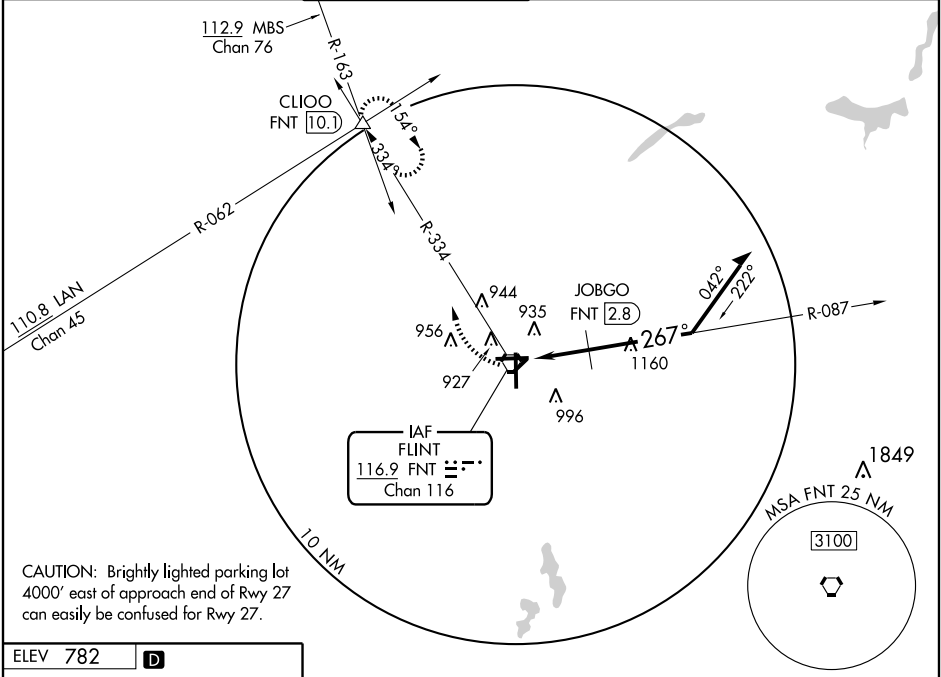 112.9 MBS
Chan 76
R-163
CLIOO
FNT 10.1
154°
334°
R-062
R-334
110.8 LAN
Chan 45
042°
222°
JOBGO
FNT 2.8
R-087
944
935
956
267°
1160
927
996
IAF
FLINT
116.9 FNT
Chan 116
1849
MSA FNT 25 NM
3100
10 NM
CAUTION: Brightly lighted parking lot
4000' east of approach end of Rwy 27
can easily be confused for Rwy 27.
ELEV 782 D